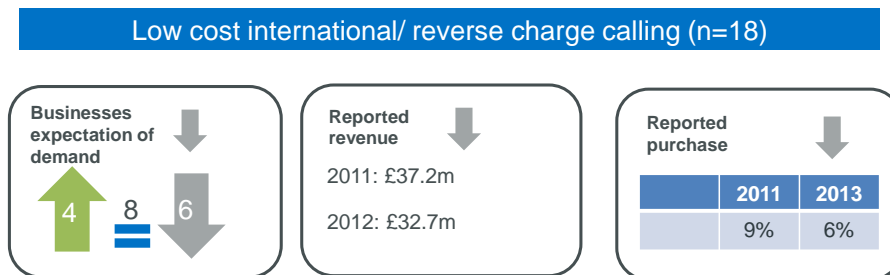 Low cost international/ reverse charge calling (n=18)
Businesses
expectation of
demand
4
8
6
Reported
revenue
2011: £37.2m
2012: £32.7m
Reported
purchase
2011 2013
9% 6%